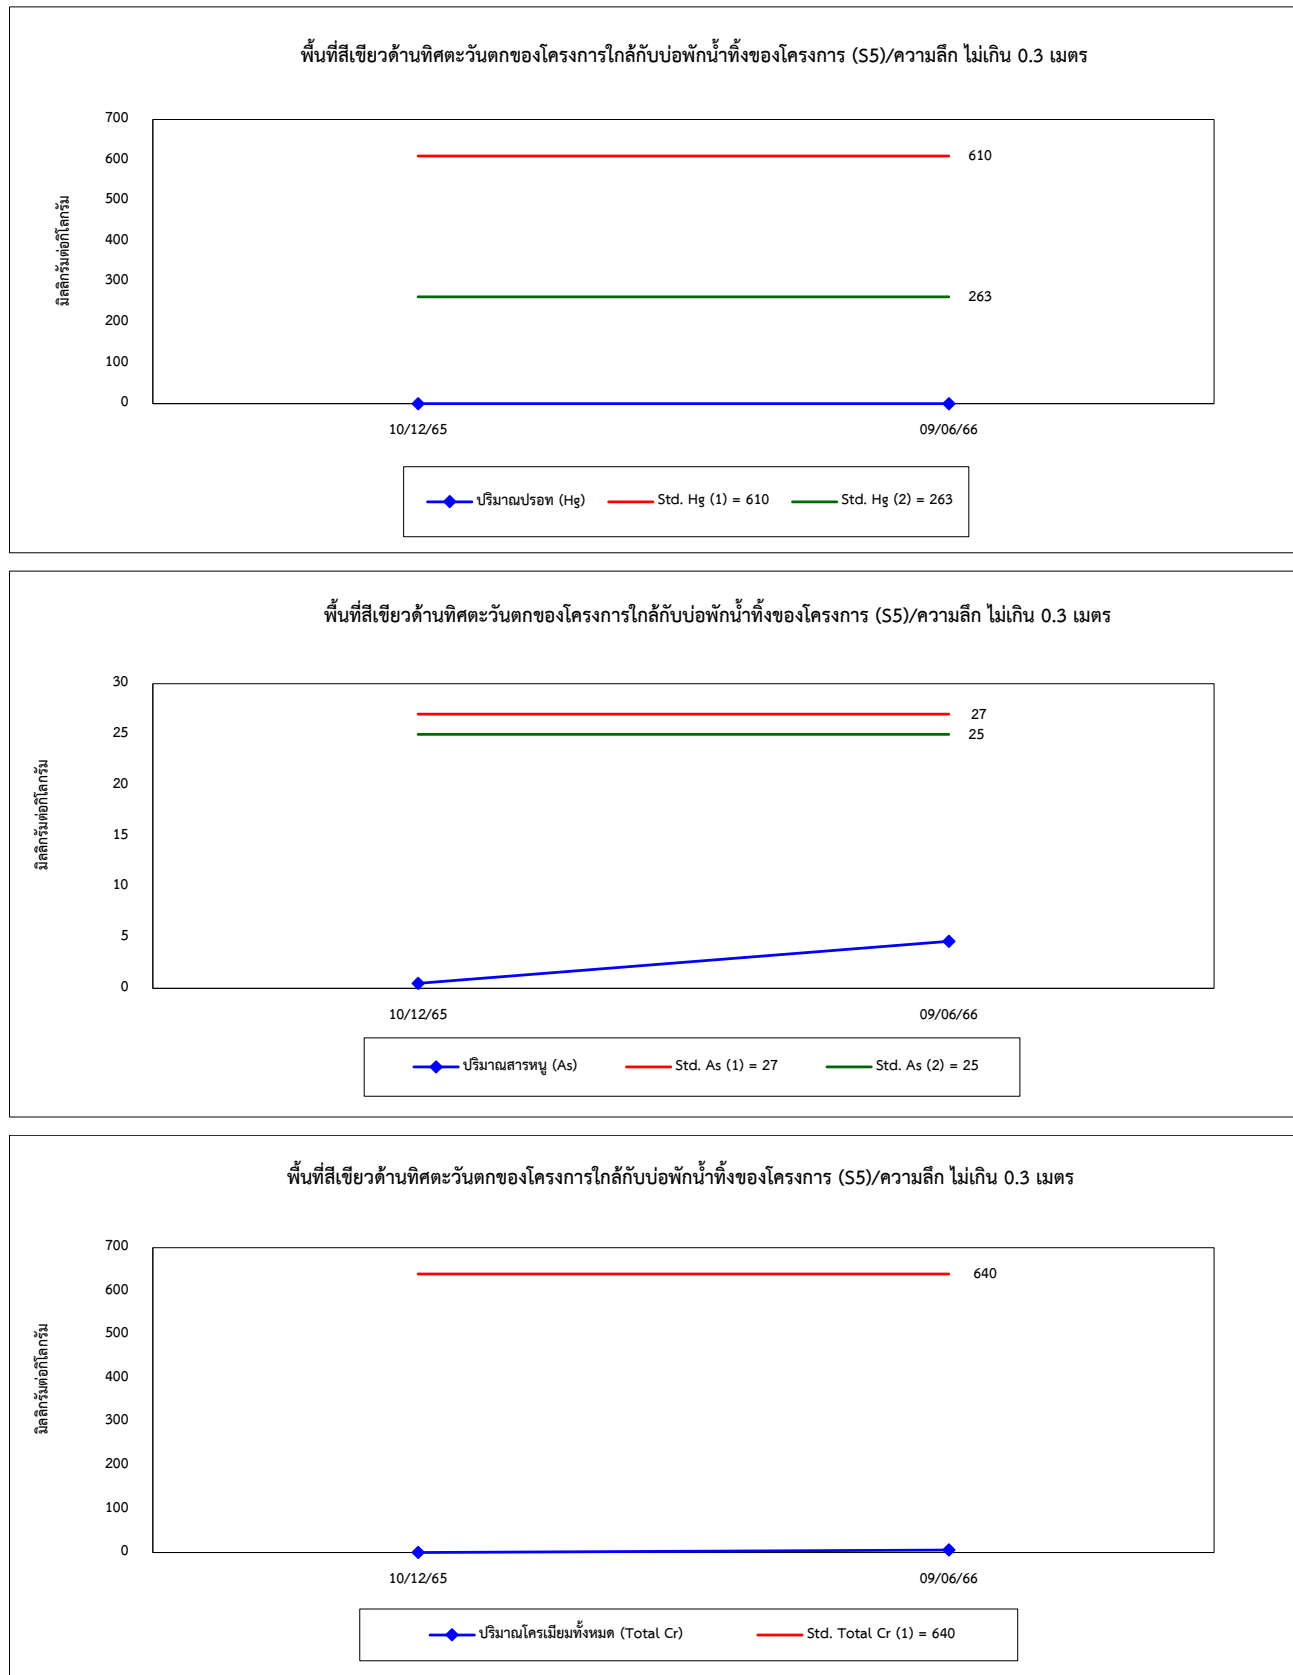 พื้นที่สีเขียวด้านทิศตะวันตกของโครงการใกล้กับบ่อพักน้ำทิ้งของโครงการ (S5)/ความลึก ไม่เกิน 0.3 เมตร
มิลลิกรัมต่อกิโลกรัม
700
600
500
400
300
200
100
0
610
263
10/12/65
09/06/66
ปริมาณปรอท (Hg)
Std. Hg (1) = 610
Std. Hg (2) = 263
พื้นที่สีเขียวด้านทิศตะวันตกของโครงการใกล้กับบ่อพักน้ำทิ้งของโครงการ (S5)/ความลึก ไม่เกิน 0.3 เมตร
มิลลิกรัมต่อกิโลกรัม
30
25
20
15
10
5
0
27
25
10/12/65
09/06/66
ปริมาณสารหนู (As)
Std. As (1) = 27
Std. As (2) = 25
พื้นที่สีเขียวด้านทิศตะวันตกของโครงการใกล้กับบ่อพักน้ำทิ้งของโครงการ (S5)/ความลึก ไม่เกิน 0.3 เมตร
มิลลิกรัมต่อกิโลกรัม
700
600
500
400
300
200
100
0
640
10/12/65
09/06/66
ปริมาณโครเมียมทั้งหมด (Total Cr)
Std. Total Cr (1) = 640